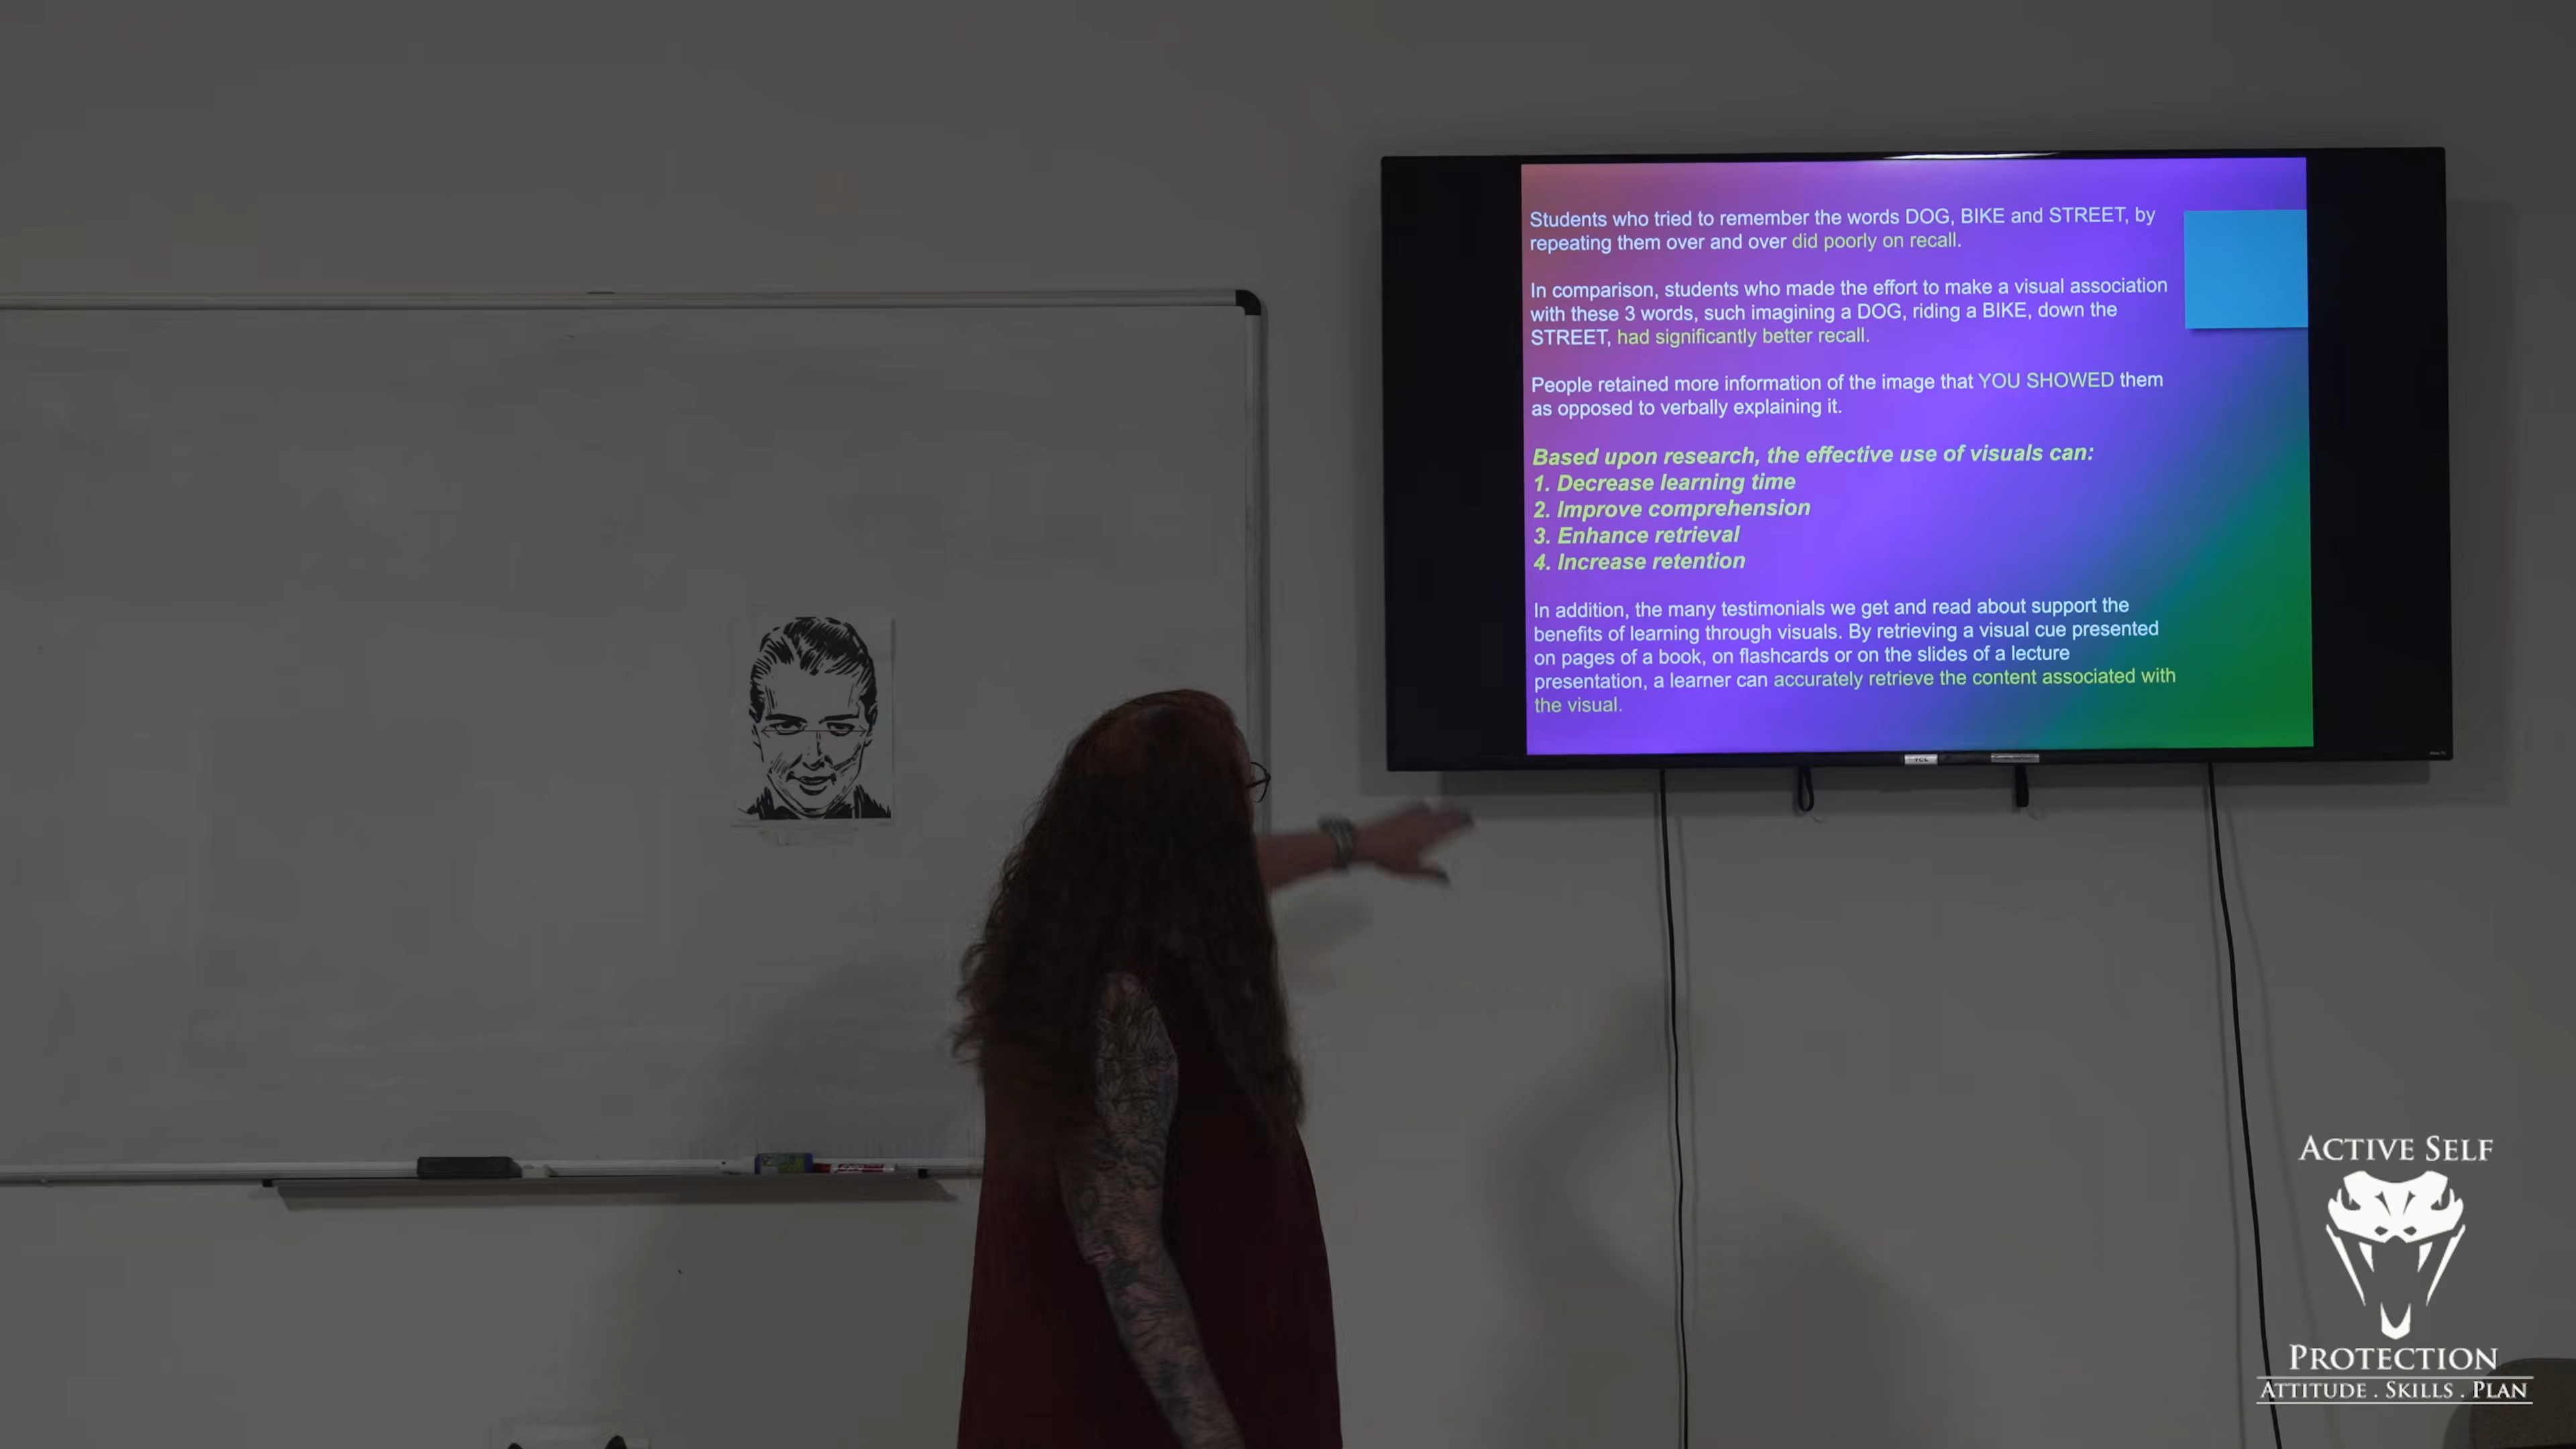 Students who tried to remember the words DOG, BIKE and STREET, by
repeating them over and over did poorly on recall.
In comparison, students who made the effort to make a visual association
with these 3 words, such imagining a DOG, riding a BIKE, down the
STREET, had significantly better recall.
People retained more information of the image that YOU SHOWED them
as opposed to verbally explaining it.
Based upon research, the effective use of visuals can:
1. Decrease learning time
2. Improve comprehension
3. Enhance retrieval
4. Increase retention
In addition, the many testimonials we get and read about support the
benefits of learning through visuals. By retrieving a visual cue presented
on pages of a book, on flashcards or on the slides of a lecture
presentation, a learner can accurately retrieve the content associated with
the visual.
TCL
ACTIVE SELF
PROTECTION
ATTITUDE . SKILLS . PLAN